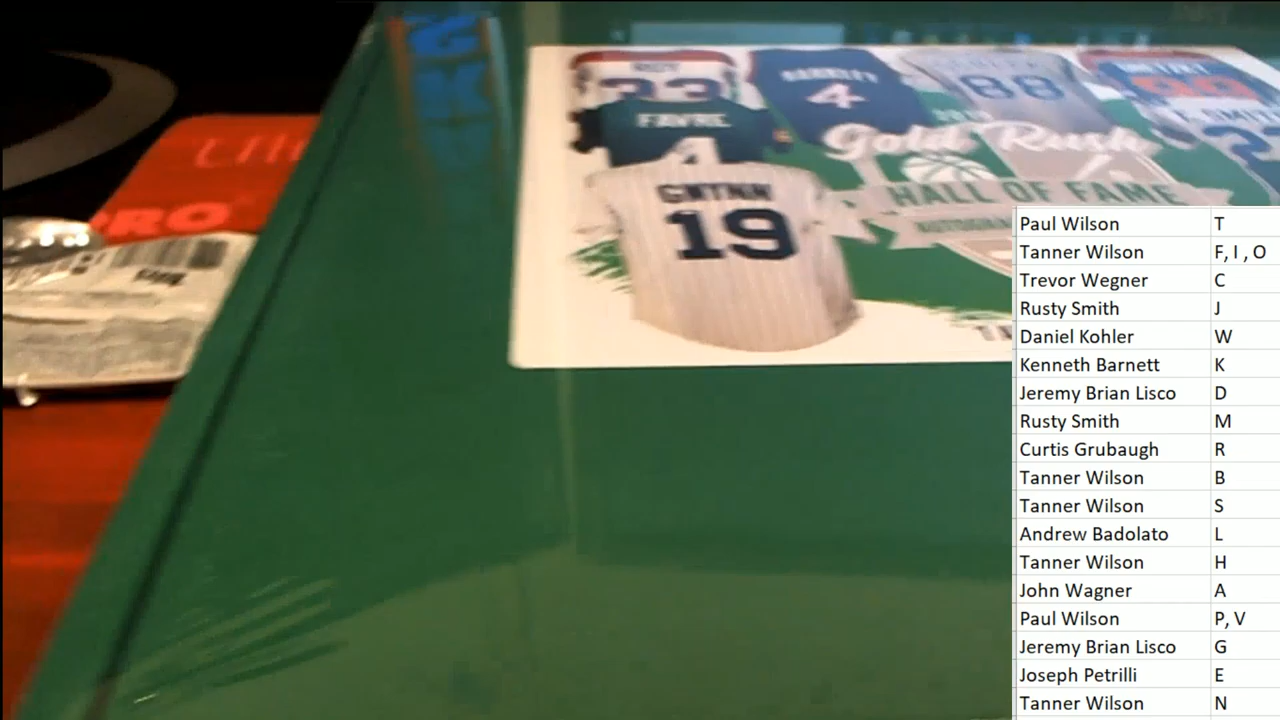 FAVRE
4
GWYNN
19
4
88
Gold Rush
HALL OF FAME
PRO
Paul Wilson T
Tanner Wilson F, I , O
Trevor Wegner C
Rusty Smith J
Daniel Kohler W
Kenneth Barnett K
Jeremy Brian Lisco D
Rusty Smith M
Curtis Grubaugh R
Tanner Wilson B
Tanner Wilson S
Andrew Badolato L
Tanner Wilson H
John Wagner A
Paul Wilson P, V
Jeremy Brian Lisco G
Joseph Petrilli E
Tanner Wilson N